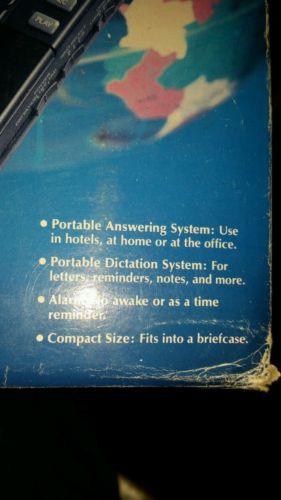 PLAY
• Portable Answering System: Use
in hotels, at home or at the office.
• Portable Dictation System: For
letters, reminders, notes, and more.
• Alarm: To awake or as a time
reminder.
• Compact Size: Fits into a briefcase.